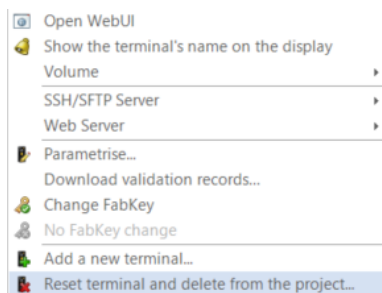 Open WebUI
Show the terminal's name on the display
Volume
SSH/SFTP Server
Web Server
Parametrise...
Download validation records...
Change FabKey
No FabKey change
Add a new terminal...
Reset terminal and delete from the project...